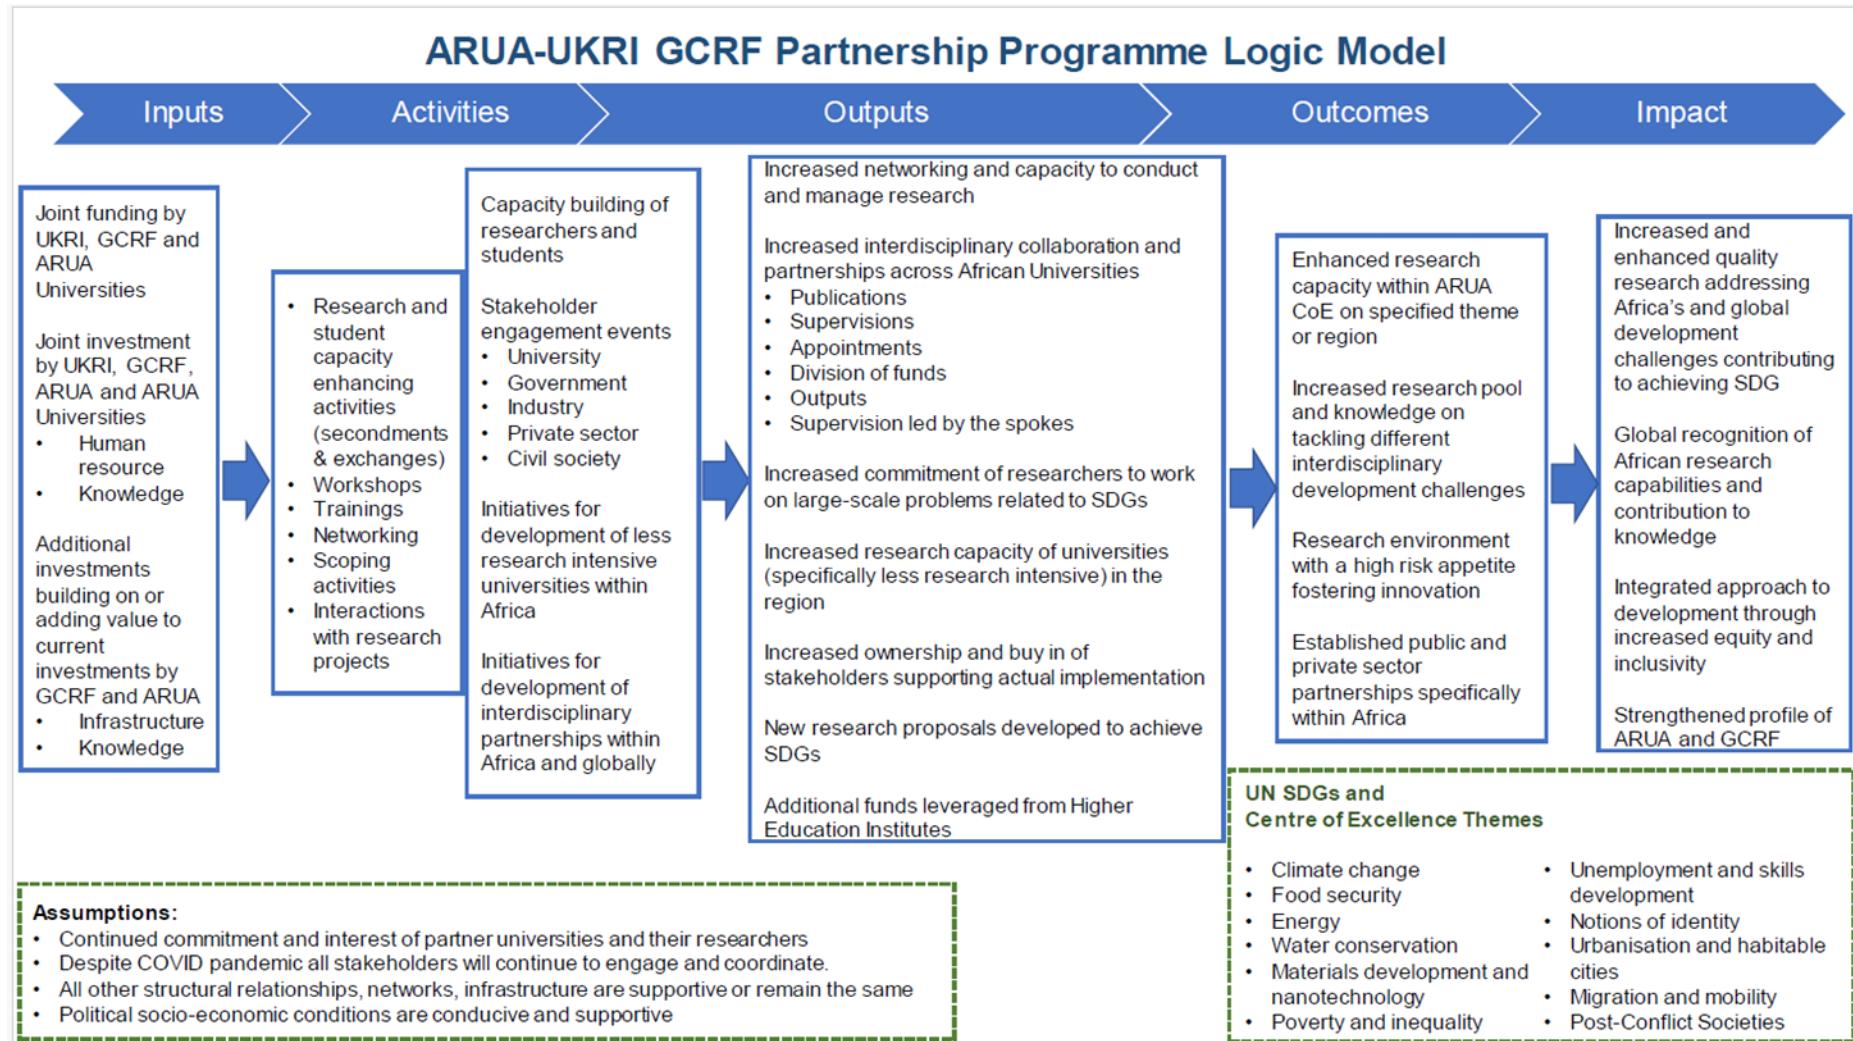 ARUA-UKRI GCRF Partnership Programme Logic Model
Inputs
Activities
Outputs
Outcomes
Impact
Joint funding by
UKRI, GCRF and
ARUA
Universities
Joint investment
by UKRI, GCRF,
ARUA and ARUA
Universities
• Human
resource
• Knowledge
Additional
investments
building on or
adding value to
current
investments by
GCRF and ARUA
• Infrastructure
• Knowledge
• Research and
student
capacity
enhancing
activities
(secondments
& exchanges)
• Workshops
• Trainings
• Networking
• Scoping
activities
• Interactions
with research
projects
Capacity building of
researchers and
students
Stakeholder
engagement events
• University
• Government
• Industry
• Private sector
• Civil society
Initiatives for
development of less
research intensive
universities within
Africa
Initiatives for
development of
interdisciplinary
partnerships within
Africa and globally
Increased networking and capacity to conduct
and manage research
Increased interdisciplinary collaboration and
partnerships across African Universities
• Publications
• Supervisions
• Appointments
• Division of funds
• Outputs
• Supervision led by the spokes
Increased commitment of researchers to work
on large-scale problems related to SDGs
Increased research capacity of universities
(specifically less research intensive) in the
region
Increased ownership and buy in of
stakeholders supporting actual implementation
New research proposals developed to achieve
SDGs
Additional funds leveraged from Higher
Education Institutes
Enhanced research
capacity within ARUA
CoE on specified theme
or region
Increased research pool
and knowledge on
tackling different
interdisciplinary
development challenges
Research environment
with a high risk appetite
fostering innovation
Established public and
private sector
partnerships specifically
within Africa
Increased and
enhanced quality
research addressing
Africa's and global
development
challenges contributing
to achieving SDG
Global recognition of
African research
capabilities and
contribution to
knowledge
Integrated approach to
development through
increased equity and
inclusivity
Strengthened profile of
ARUA and GCRF
Assumptions:
• Continued commitment and interest of partner universities and their researchers
• Despite COVID pandemic all stakeholders will continue to engage and coordinate.
• All other structural relationships, networks, infrastructure are supportive or remain the same
• Political socio-economic conditions are conducive and supportive
UN SDGs and
Centre of Excellence Themes
• Climate change
• Food security
• Energy
• Water conservation
• Materials development and
nanotechnology
• Poverty and inequality
• Unemployment and skills
development
• Notions of identity
• Urbanisation and habitable
cities
• Migration and mobility
• Post-Conflict Societies